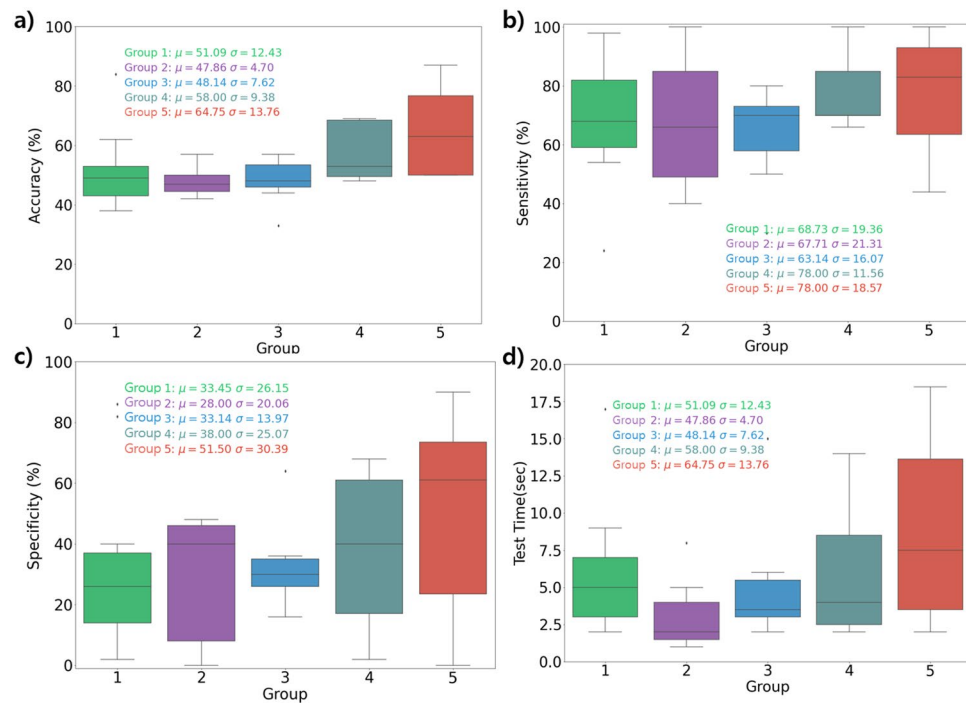 a)
100
80
60
40
20
0
Accuracy (%)
Group 1: μ = 51.09 σ = 12.43
Group 2: μ = 47.86 σ = 4.70
Group 3: μ = 48.14 σ = 7.62
Group 4: μ = 58.00 σ = 9.38
Group 5: μ = 64.75 σ = 13.76
1 2 3 4 5
Group
b)
100
80
60
40
20
0
Sensitivity (%)
Group 1: μ = 68.73 σ = 19.36
Group 2: μ = 67.71 σ = 21.31
Group 3: μ = 63.14 σ = 16.07
Group 4: μ = 78.00 σ = 11.56
Group 5: μ = 78.00 σ = 18.57
1 2 3 4 5
Group
c)
100
80
60
40
20
0
Specificity (%)
Group 1: μ = 33.45 σ = 26.15
Group 2: μ = 28.00 σ = 20.06
Group 3: μ = 33.14 σ = 13.97
Group 4: μ = 38.00 σ = 25.07
Group 5: μ = 51.50 σ = 30.39
1 2 3 4 5
Group
d)
20.0
17.5
15.0
12.5
10.0
7.5
5.0
2.5
0.0
Test Time(sec)
Group 1: μ = 51.09 σ = 12.43
Group 2: μ = 47.86 σ = 4.70
Group 3: μ = 48.14 σ = 7.62
Group 4: μ = 58.00 σ = 9.38
Group 5: μ = 64.75 σ = 13.76
1 2 3 4 5
Group